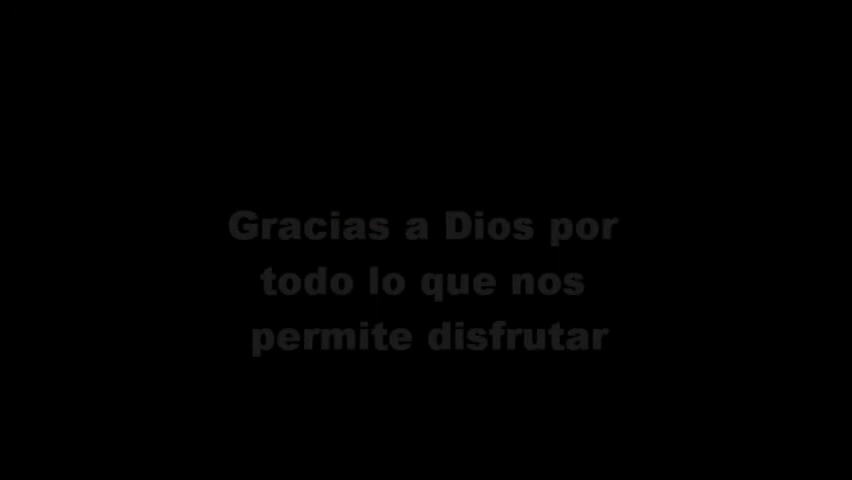 Gracias a Dios por
todo lo que nos
permite disfrutar